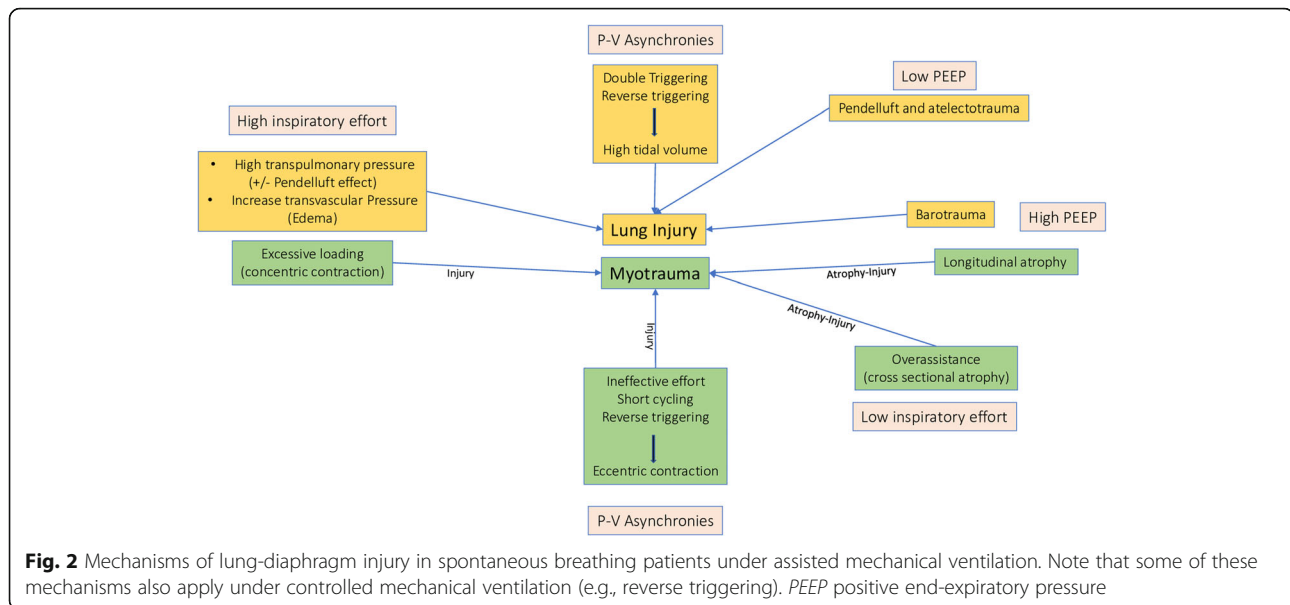 P-V Asynchronies
Double Triggering
Reverse triggering
High tidal volume
Low PEEP
Pendelluft and atelectotrauma
High inspiratory effort
• High transpulmonary pressure
(+/- Pendelluft effect)
• Increase transvascular Pressure
(Edema)
Lung Injury
Barotrauma
High PEEP
Excessive loading
(concentric contraction)
Injury
Myotrauma
Atrophy-Injury
Longitudinal atrophy
Atrophy-Injury
Overassistance
(cross sectional atrophy)
Low inspiratory effort
Injury
Ineffective effort
Short cycling
Reverse triggering
Eccentric contraction
P-V Asynchronies
Fig. 2 Mechanisms of lung-diaphragm injury in spontaneous breathing patients under assisted mechanical ventilation. Note that some of these
mechanisms also apply under controlled mechanical ventilation (e.g., reverse triggering). PEEP positive end-expiratory pressure